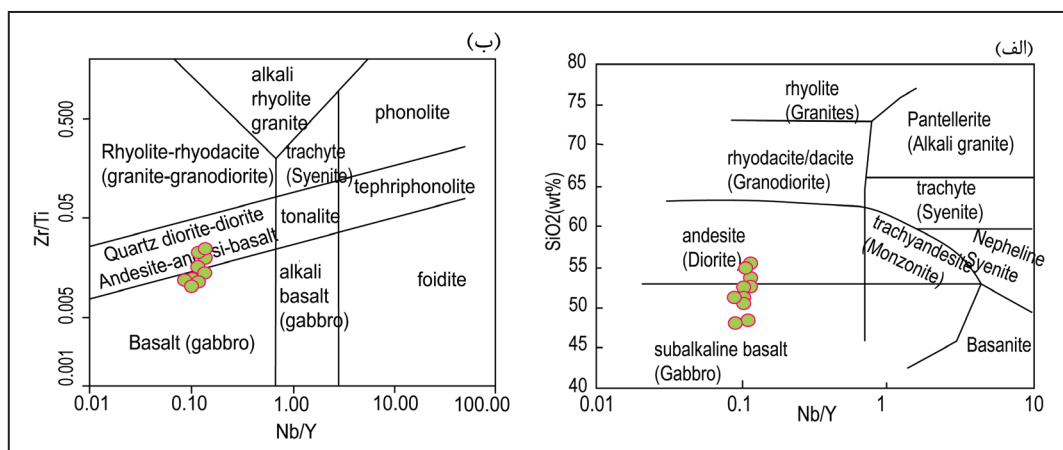 (ب)
alkali
rhyolite
granite
phonolite
Rhyolite-rhyodacite
(granite-granodiorite)
trachyte
(Syenite)
tephriphonolite
Quartz diorite-diorite
tonalite
Andesite-andesi-basalt
alkali
basalt
(gabbro)
foidite
Basalt (gabbro)
Zr/Ti
0.500
0.05
0.005
0.001
0.01
0.10
1.00
10.00
100.00
Nb/Y
(الف)
rhyolite
(Granites)
Pantellerite
(Alkali granite)
rhyodacite/dacite
(Granodiorite)
trachyte
(Syenite)
andesite
(Diorite)
trachyandesite
(Monzonite)
Nepheline
Syenite
subalkaline basalt
(Gabbro)
Basanite
SiO2(wt%)
80
75
70
65
60
55
50
45
40
0.01
0.1
1
10
Nb/Y